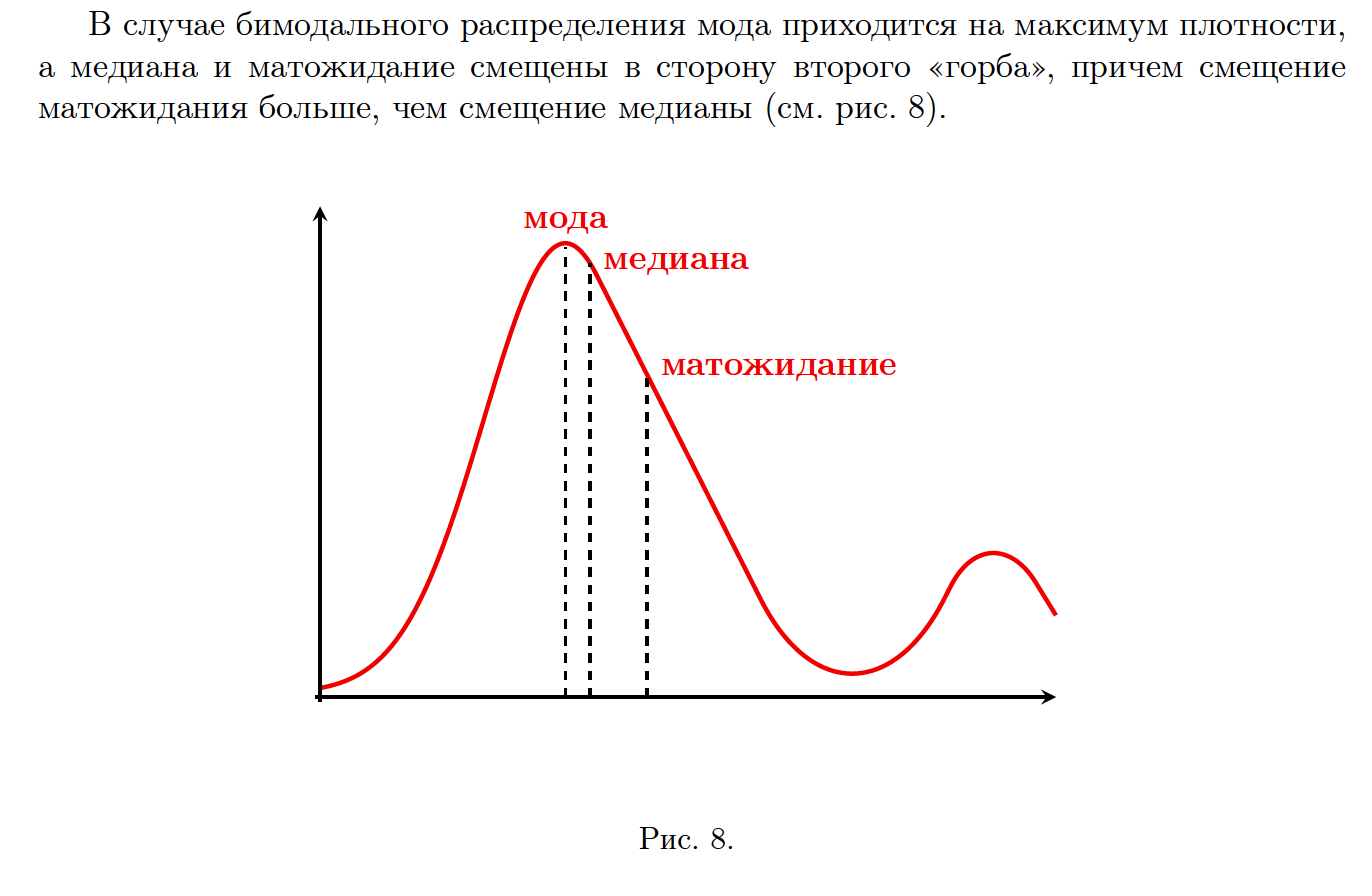 В случае бимодального распределения мода приходится на максимум плотности,
а медиана и матожидание смещены в сторону второго «горба», причем смещение
матожидания больше, чем смещение медианы (см. рис. 8).
мода
медиана
матожидание
Рис. 8.